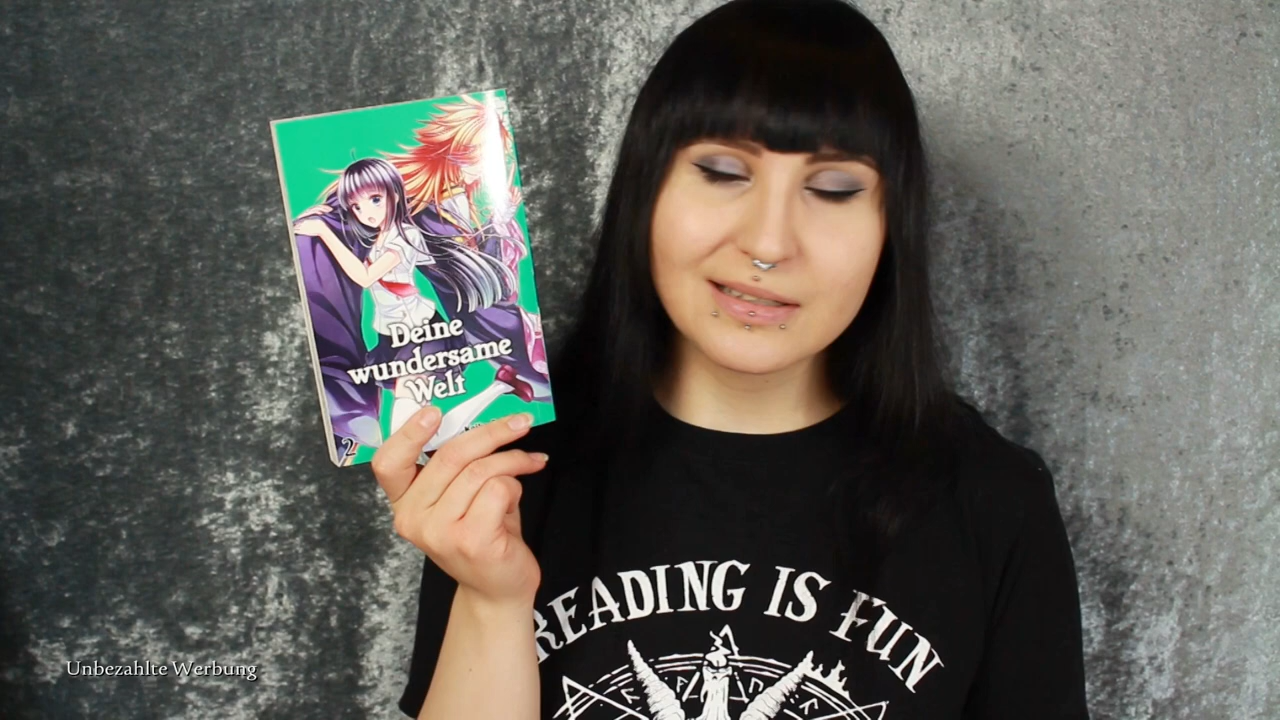 Deine
wundersame
Welt
2
READING IS FUN
Unbezahlte Werbung